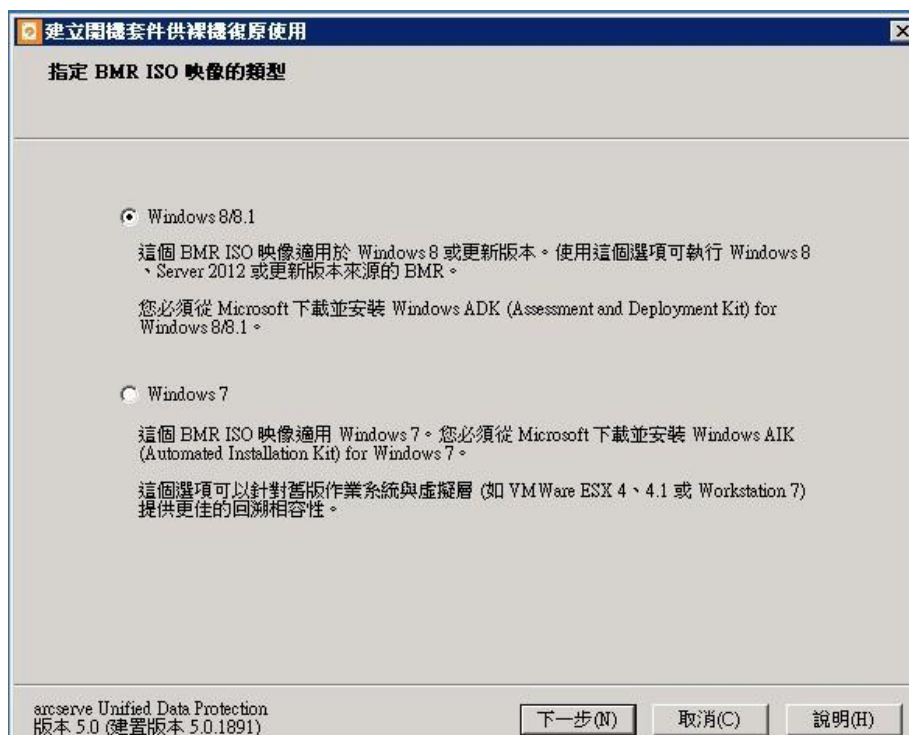 建立開機套件供裸機復原使用
指定 BMR ISO 映像的類型
Windows 8/8.1
這個 BMR ISO 映像適用於 Windows 8 或更新版本。使用這個選項可執行 Windows 8
、Server 2012 或更新版本來源的 BMR。
您必須從 Microsoft 下載並安裝 Windows ADK (Assessment and Deployment Kit) for
Windows 8/8.1。
Windows 7
這個 BMR ISO 映像適用 Windows 7。您必須從 Microsoft 下載並安裝 Windows AIK
(Automated Installation Kit) for Windows 7。
這個選項可以針對舊版作業系統與虛擬層 (如 VMWare ESX 4、4.1 或 Workstation 7)
提供更佳的回溯相容性。
arcserve Unified Data Protection
版本 5.0 (建置版本 5.0.1891)
下一步(N) 取消(C) 說明(H)